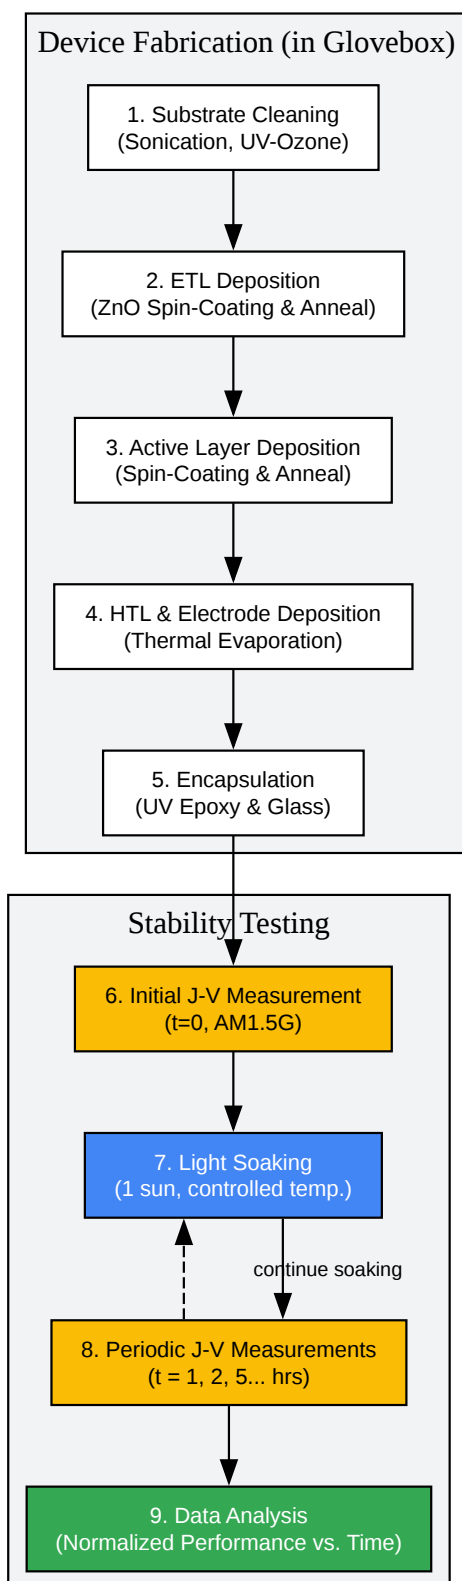 Device Fabrication (in Glovebox)
1. Substrate Cleaning
(Sonication, UV-Ozone)
2. ETL Deposition
(ZnO Spin-Coating & Anneal)
3. Active Layer Deposition
(Spin-Coating & Anneal)
4. HTL & Electrode Deposition
(Thermal Evaporation)
5. Encapsulation
(UV Epoxy & Glass)
Stability Testing
6. Initial J-V Measurement
(t=0, AM1.5G)
7. Light Soaking
(1 sun, controlled temp.)
continue soaking
8. Periodic J-V Measurements
(t = 1, 2, 5... hrs)
9. Data Analysis
(Normalized Performance vs. Time)